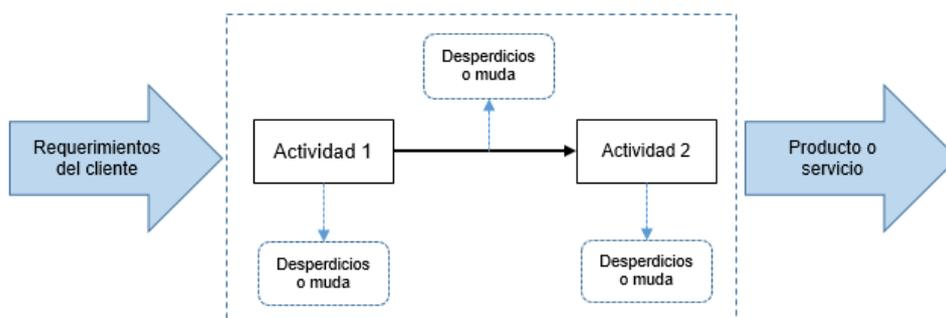 Desperdicios
o muda
Requerimientos
del cliente
Actividad 1
Actividad 2
Producto o
servicio
Desperdicios
o muda
Desperdicios
o muda